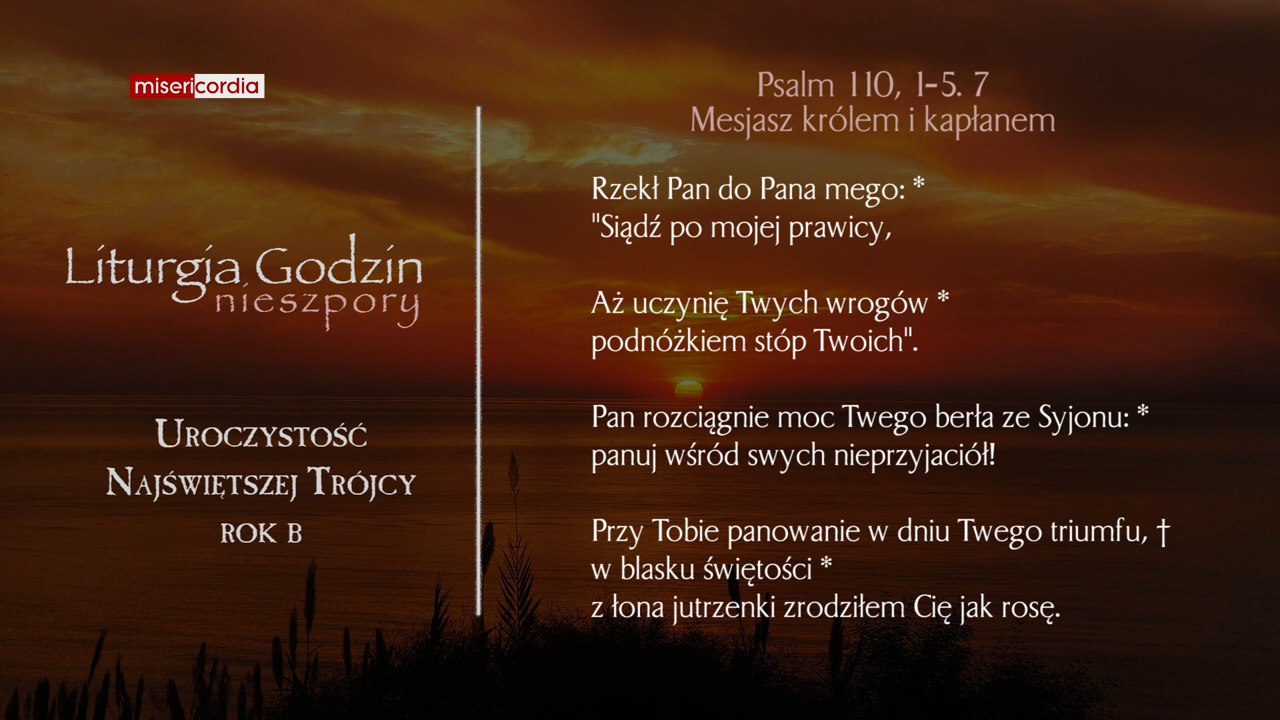 misericordia
Liturgia Godzin
nieszpory
Uroczystość
Najświętszej Trójcy
rok B
Psalm 110, 1-5. 7
Mesjasz królem i kapłanem
Rzekł Pan do Pana mego: *
"Siądź po mojej prawicy,
Aż uczynię Twych wrogów *
podnóżkiem stóp Twoich".
Pan rozciągnie moc Twego berła ze Syjonu: *
panuj wśród swych nieprzyjaciół!
Przy Tobie panowanie w dniu Twego triumfu, †
w blasku świętości *
z łona jutrzenki zrodziłem Cię jak rosę.